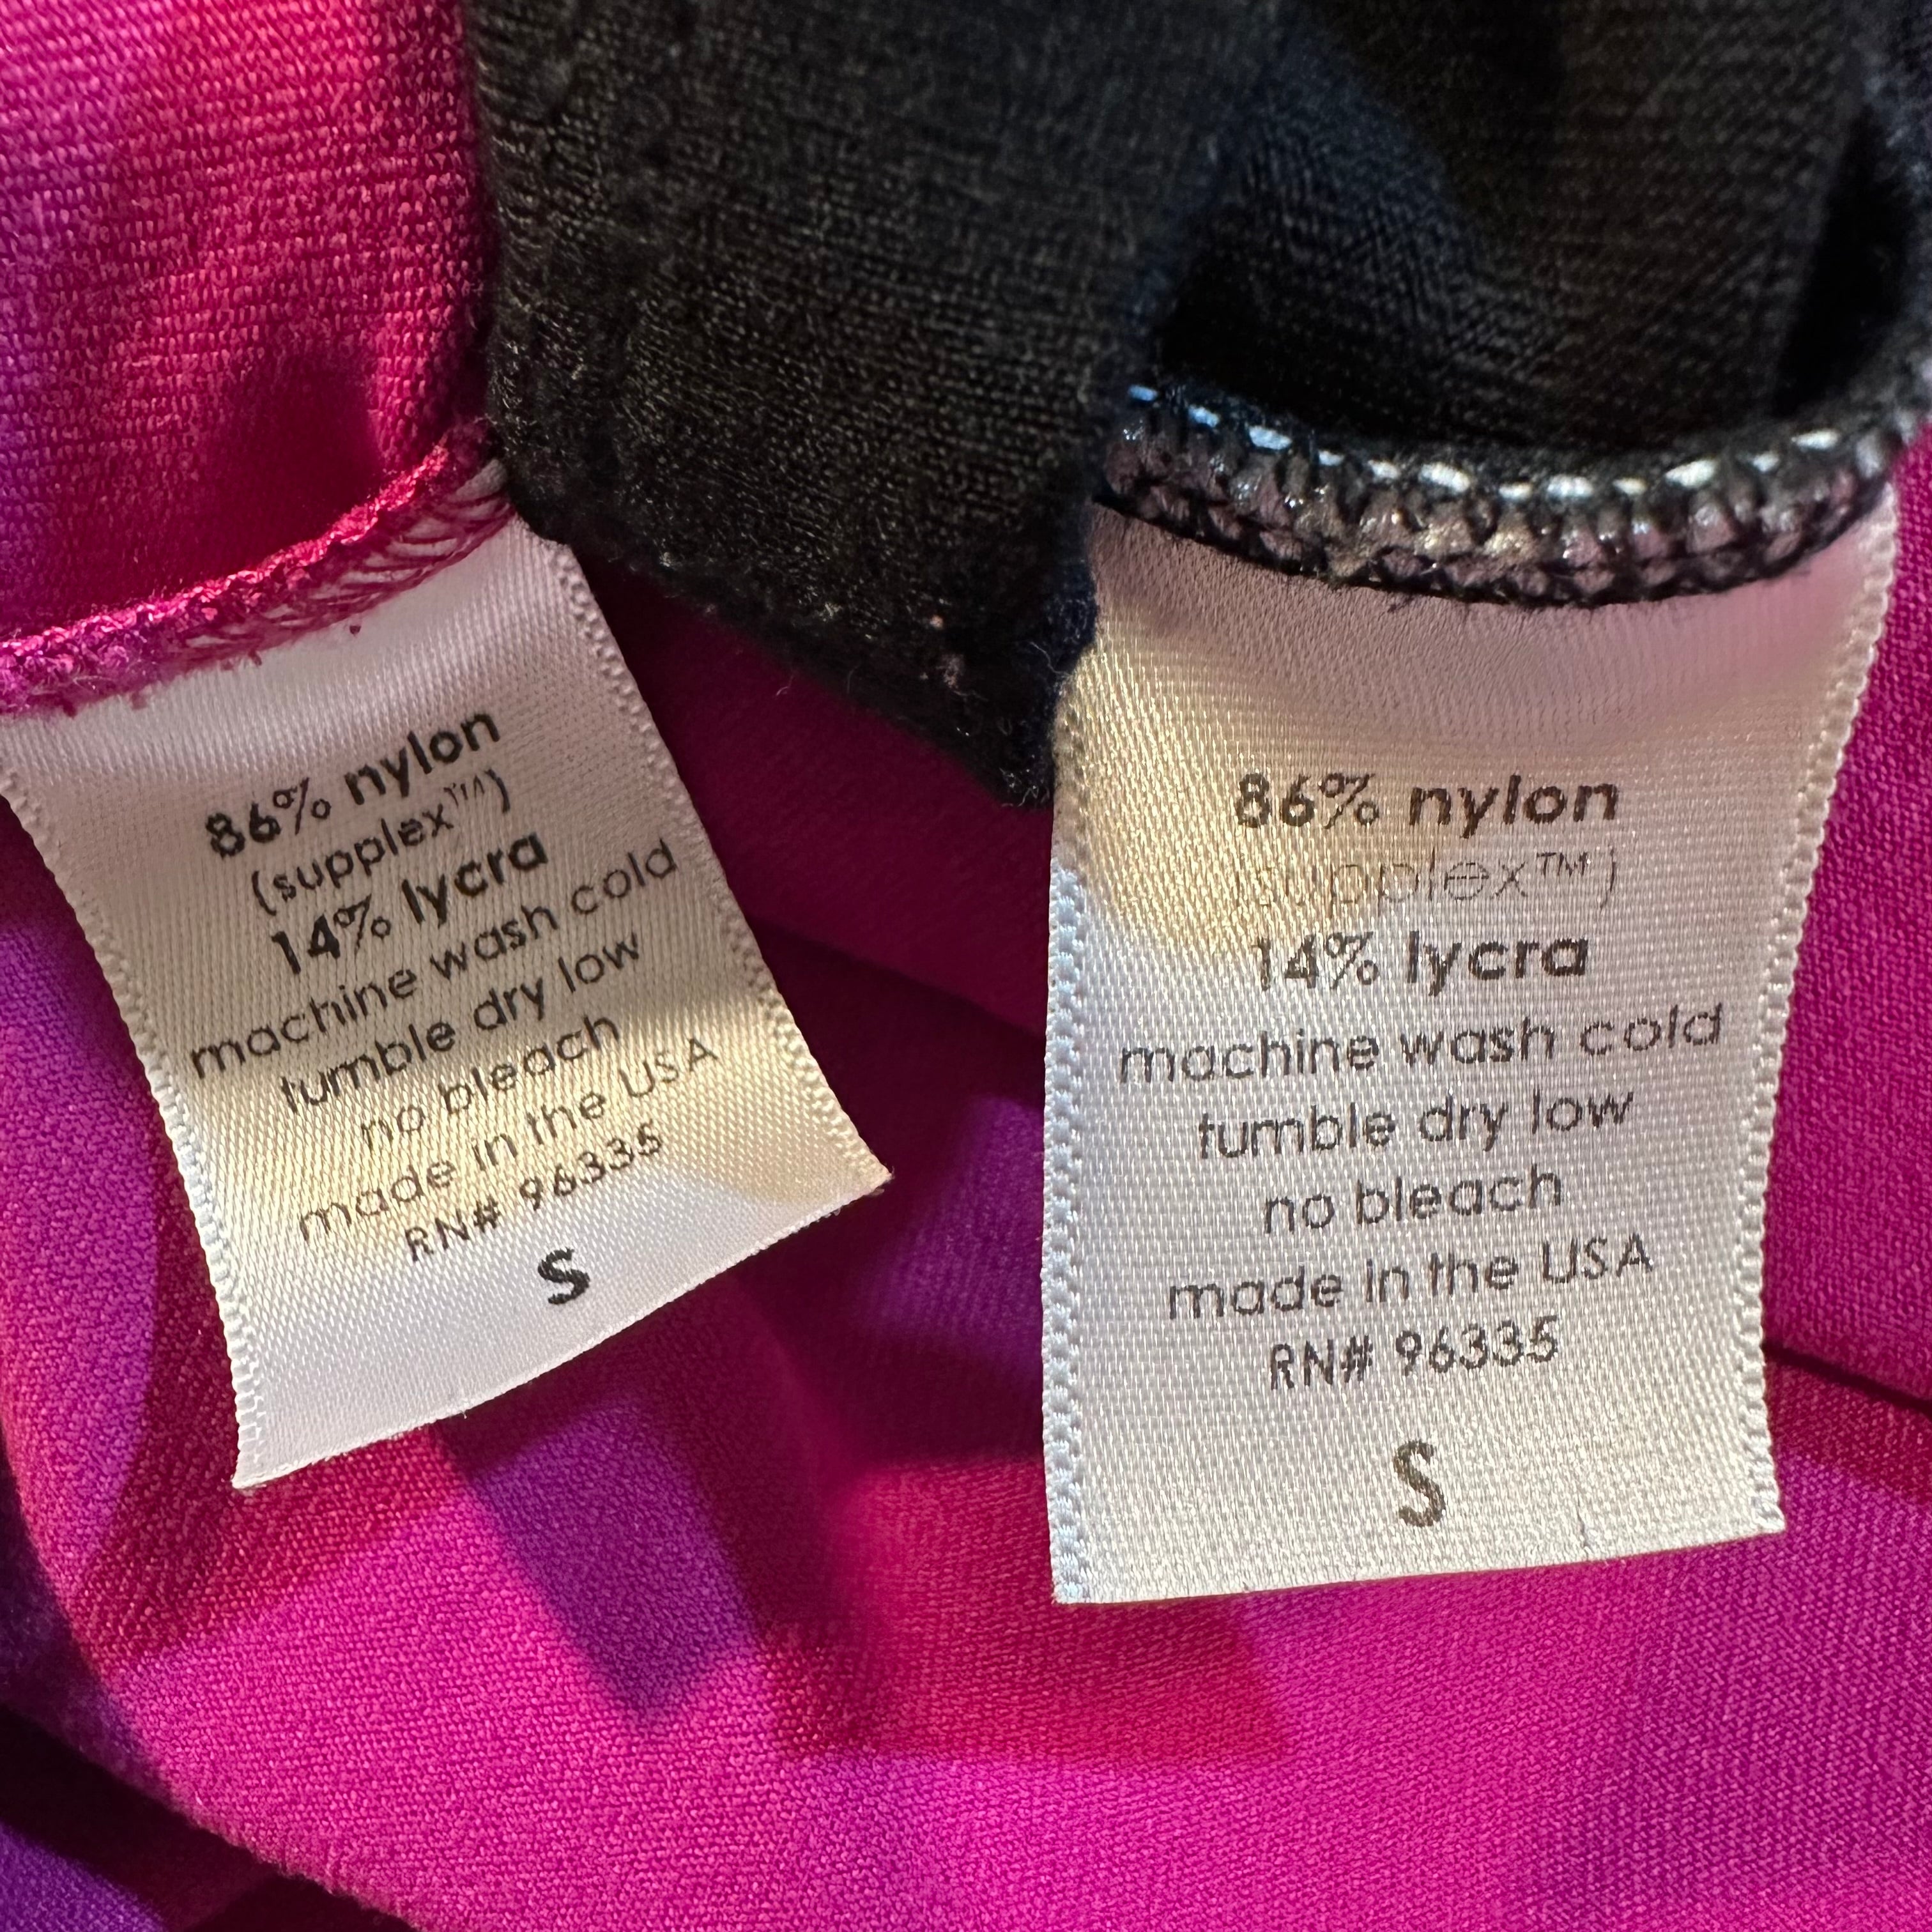 86% nylon
(supplex™)
14% lycra
machine wash cold
tumble dry low
no bleach
made in the USA
RN# 96335
S
86% nylon
(supplex™)
14% lycra
machine wash cold
tumble dry low
no bleach
made in the USA
RN# 96335
S